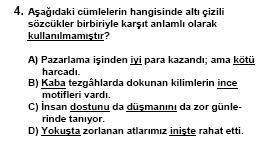 4. Aşağıdaki cümlelerin hangisinde altı çizili
sözcükler birbiriyle karşıt anlamlı olarak
kullanılmamıştır?
A) Pazarlama işinden iyi para kazandı; ama kötü
harcadı.
B) Kaba tezgâhlarda dokunan kilimlerin ince
motifleri vardı.
C) İnsan dostunu da düşmanını da zor günle-
rinde tanıyor.
D) Yokuşta zorlanan atlarımız inişte rahat etti.